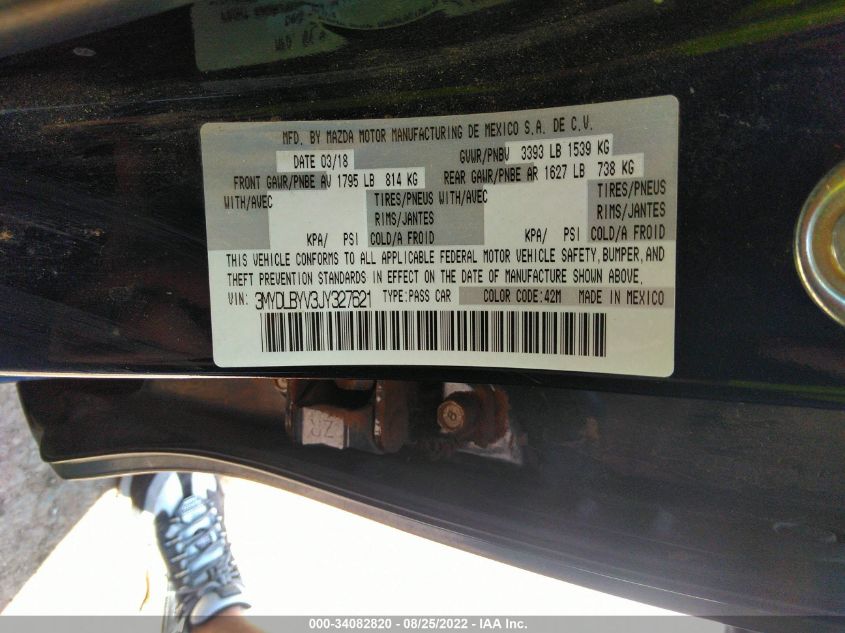 MFD. BY MAZDA MOTOR MANUFACTURING DE MEXICO S.A. DE C.V.
DATE 03/18 GVWR/PNBV 3393 LB 1539 KG
FRONT GAWR/PNBE AV 1795 LB 814 KG REAR GAWR/PNBE AR 1627 LB 738 KG
WITH/AVEC TIRES/PNEUS WITH/AVEC TIRES/PNEUS
RIMS/JANTES RIMS/JANTES
KPA/ PSI COLD/A FROID KPA/ PSI COLD/A FROID
THIS VEHICLE CONFORMS TO ALL APPLICABLE FEDERAL MOTOR VEHICLE SAFETY, BUMPER, AND
THEFT PREVENTION STANDARDS IN EFFECT ON THE DATE OF MANUFACTURE SHOWN ABOVE.
VIN: 3MYDLBYV3JY327621 TYPE:PASS CAR COLOR CODE:42M MADE IN MEXICO
000-34082820 - 08/25/2022 - IAA Inc.